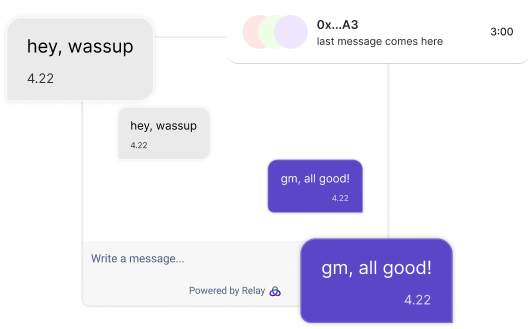 hey, wassup
4.22
0x...A3
last message comes here
3:00
hey, wassup
4.22
gm, all good!
4.22
Write a message...
Powered by Relay
gm, all good!
4.22